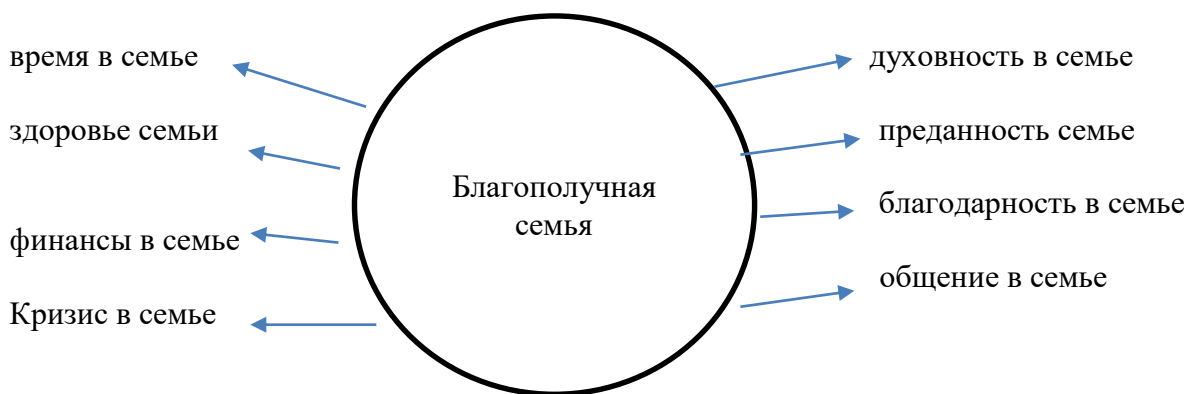 время в семье
здоровье семьи
финансы в семье
Кризис в семье
Благополучная
семья
духовность в семье
преданность семье
благодарность в семье
общение в семье